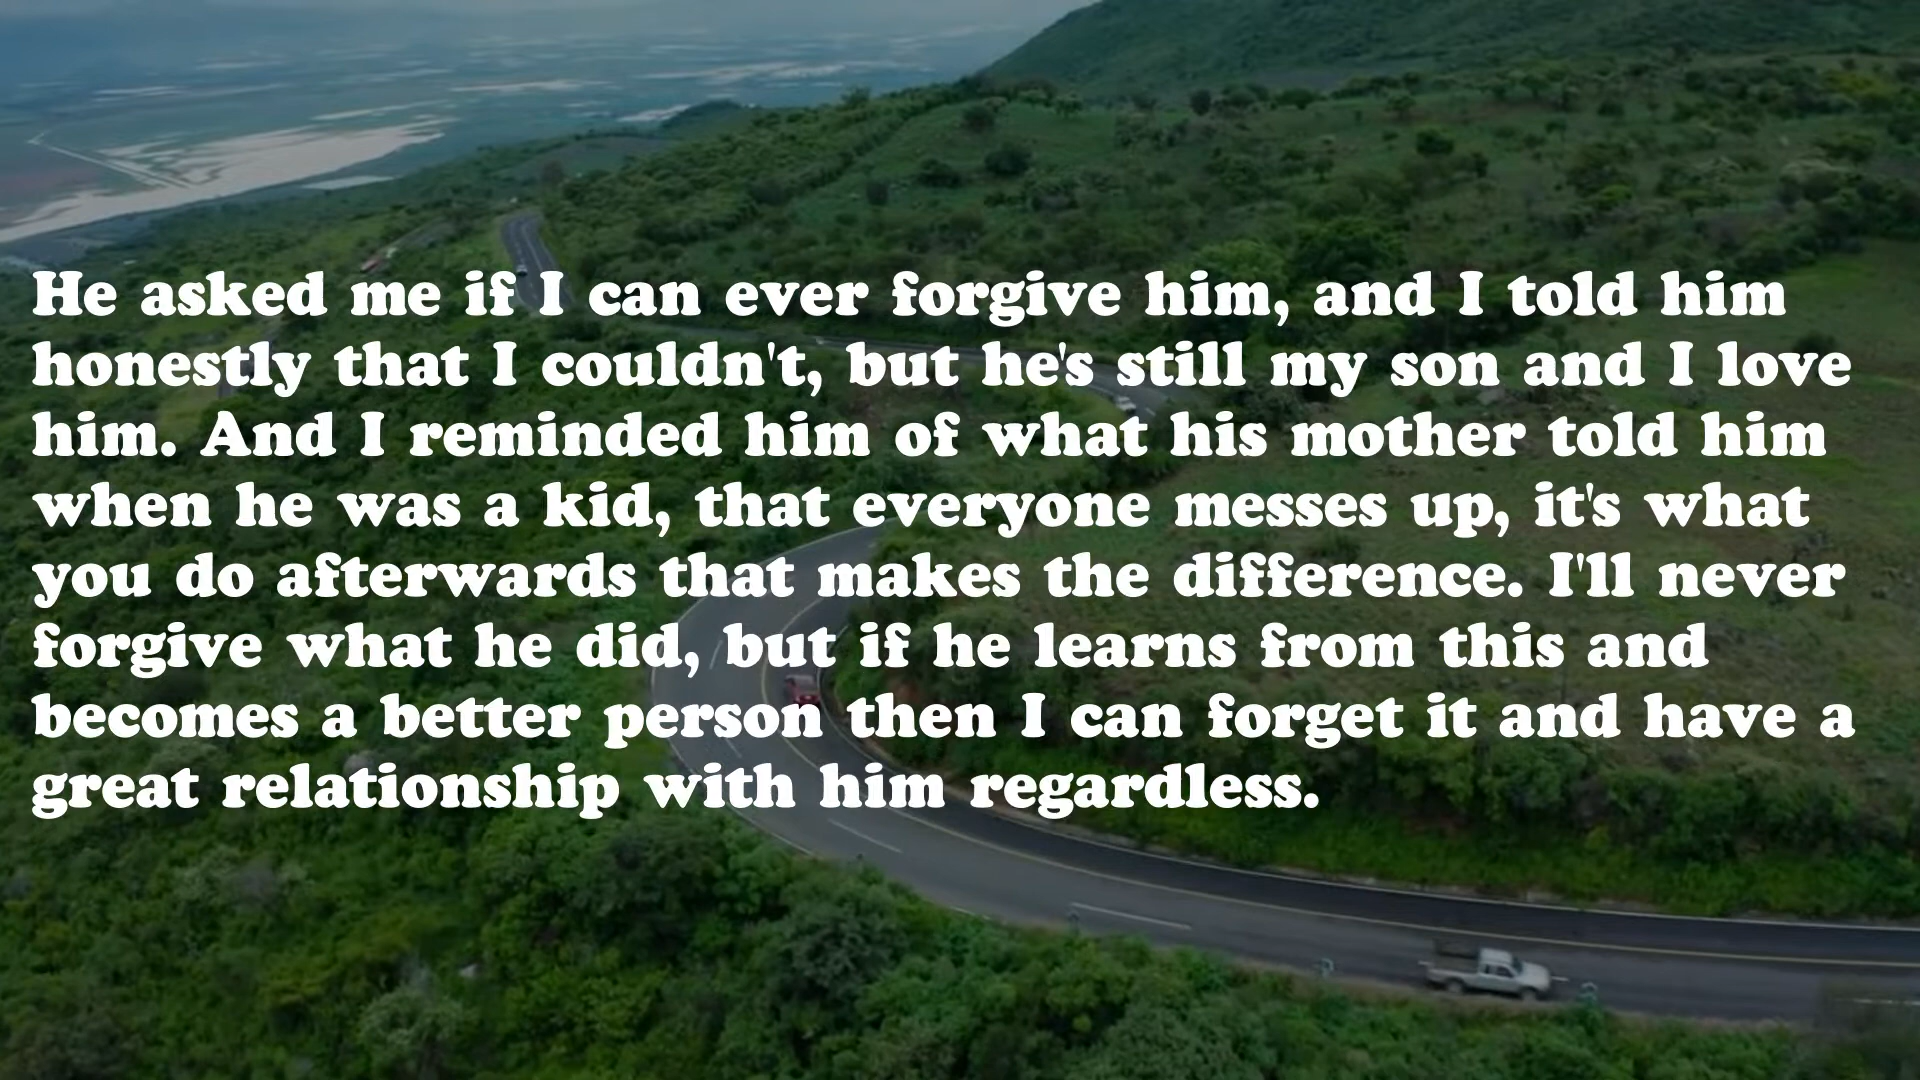 He asked me if I can ever forgive him, and I told him
honestly that I couldn't, but he's still my son and I love
him. And I reminded him of what his mother told him
when he was a kid, that everyone messes up, it's what
you do afterwards that makes the difference. I'll never
forgive what he did, but if he learns from this and
becomes a better person then I can forget it and have a
great relationship with him regardless.